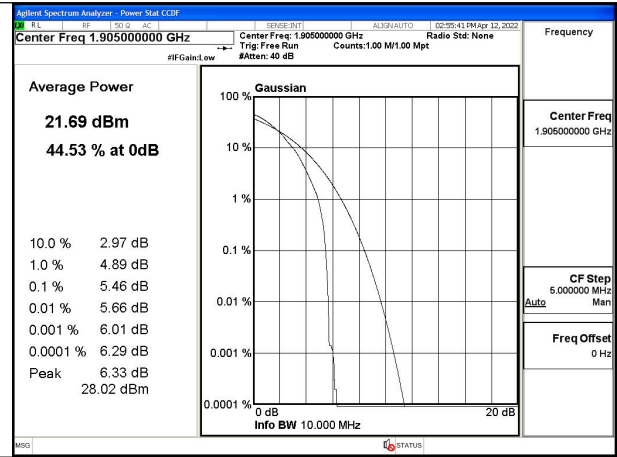 Agilent Spectrum Analyzer - Power Stat CCDF
RL RF 50 Ω AC SENSE:INT ALIGN AUTO 02:55:41 PM Apr 12, 2022
Center Freq 1.905000000 GHz
Center Freq: 1.905000000 GHz Radio Std: None
Trig: Free Run Counts:1.00 M/1.00 Mpt
#IFGain:Low #Atten: 40 dB
Frequency
Average Power
21.69 dBm
44.53 % at 0dB
10.0 % 2.97 dB
1.0 % 4.89 dB
0.1 % 5.46 dB
0.01 % 5.66 dB
0.001 % 6.01 dB
0.0001 % 6.29 dB
Peak 6.33 dB
28.02 dBm
Gaussian
100 %
10 %
1 %
0.1 %
0.01 %
0.001 %
0.0001 %
0 dB 20 dB
Info BW 10.000 MHz
Center Freq
1.905000000 GHz
CF Step
5.000000 MHz
Auto Man
Freq Offset
0 Hz
MSG STATUS